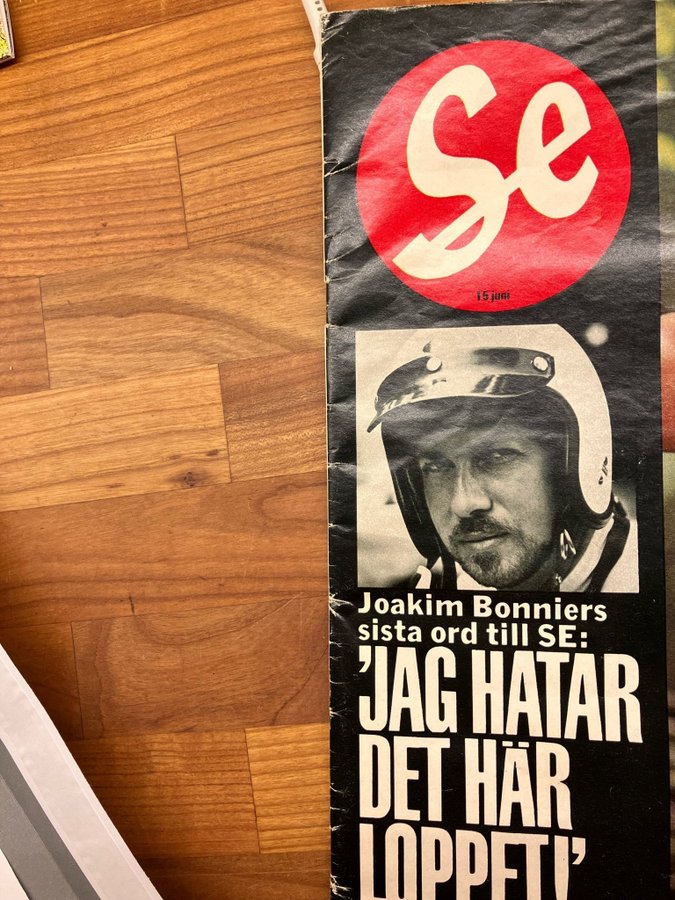 Se
15 juni
Joakim Bonniers
sista ord till SE:
'JAG HATAR
DET HÄR
LOPPET!'